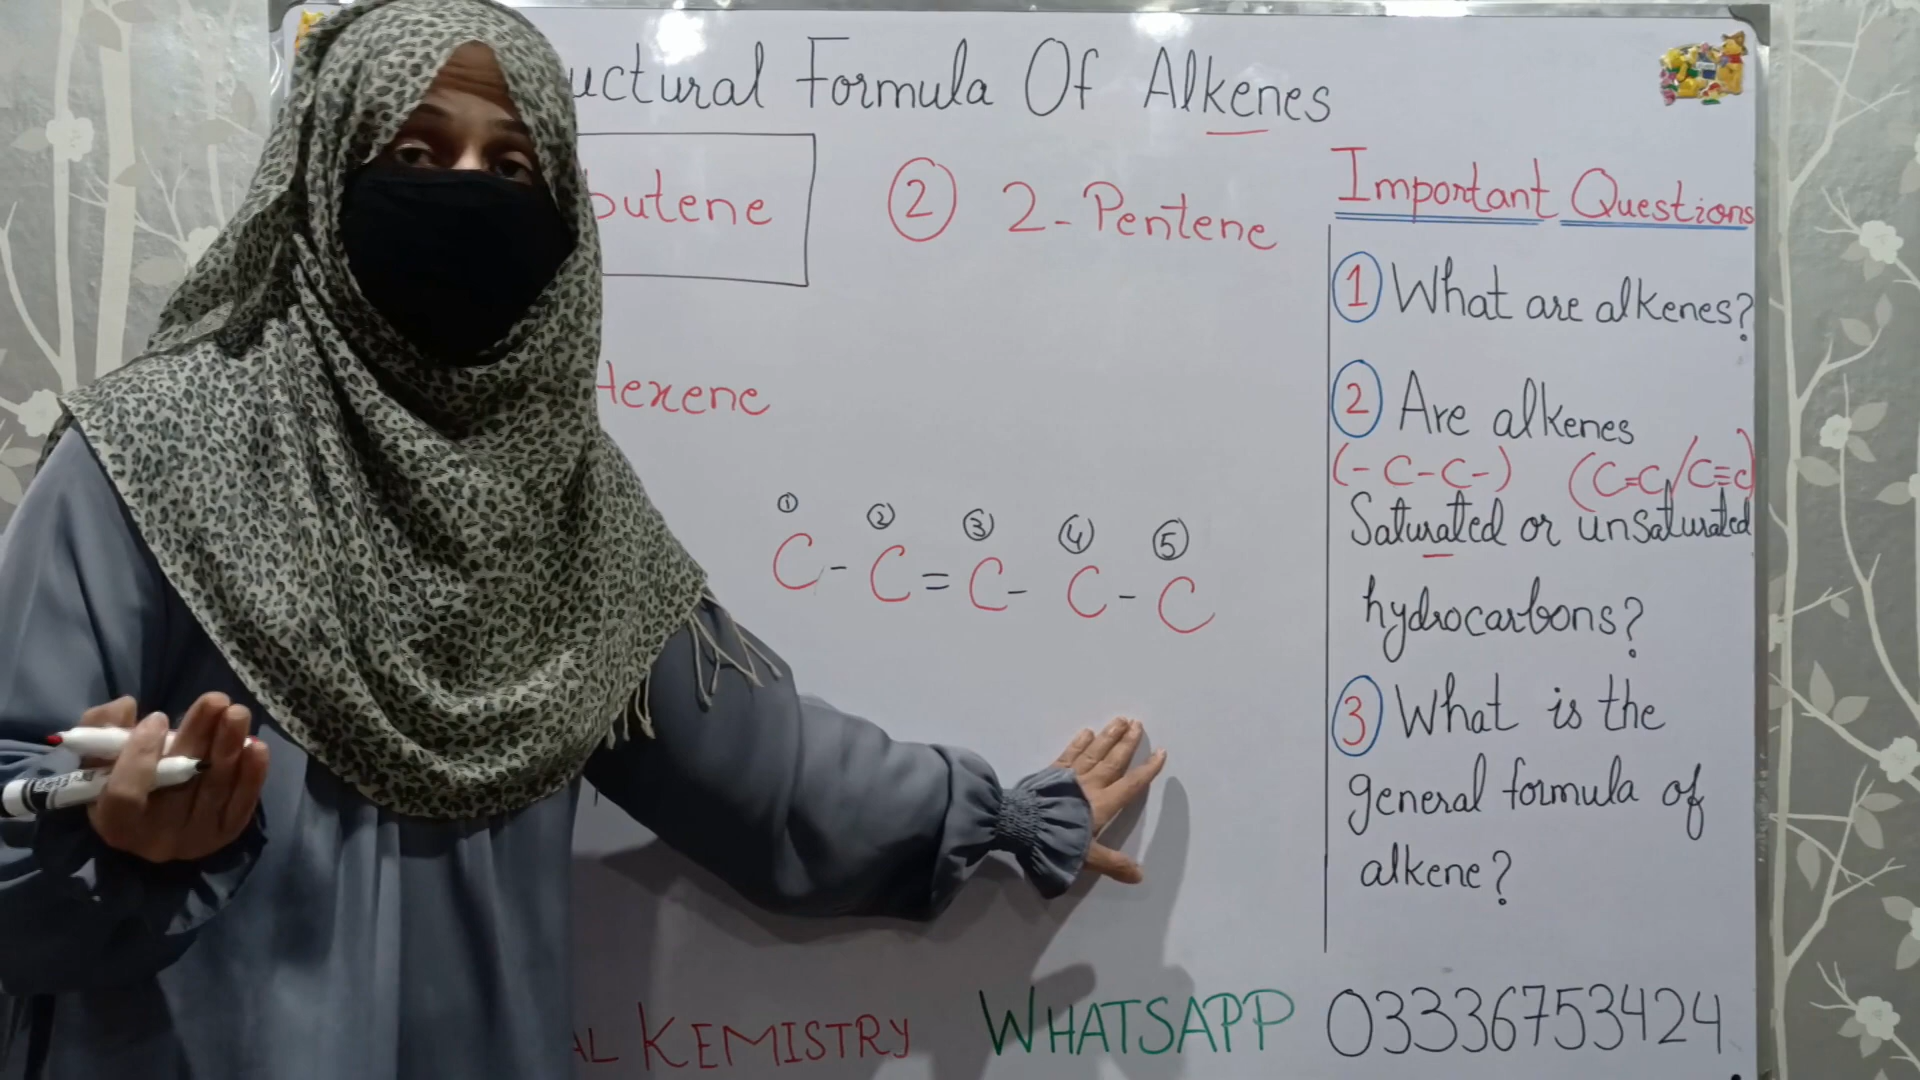 uctural Formula Of Alkenes
butene
② 2-Pentene
Hexene
① ② ③ ④ ⑤
C - C = C - C - C
Important Questions
① What are alkenes?
② Are alkenes
(-C-C-) (C=C/C≡C)
Saturated or unsaturated
hydrocarbons?
③ What is the
general formula of
alkene?
AL KEMISTRY WHATSAPP 03336753424